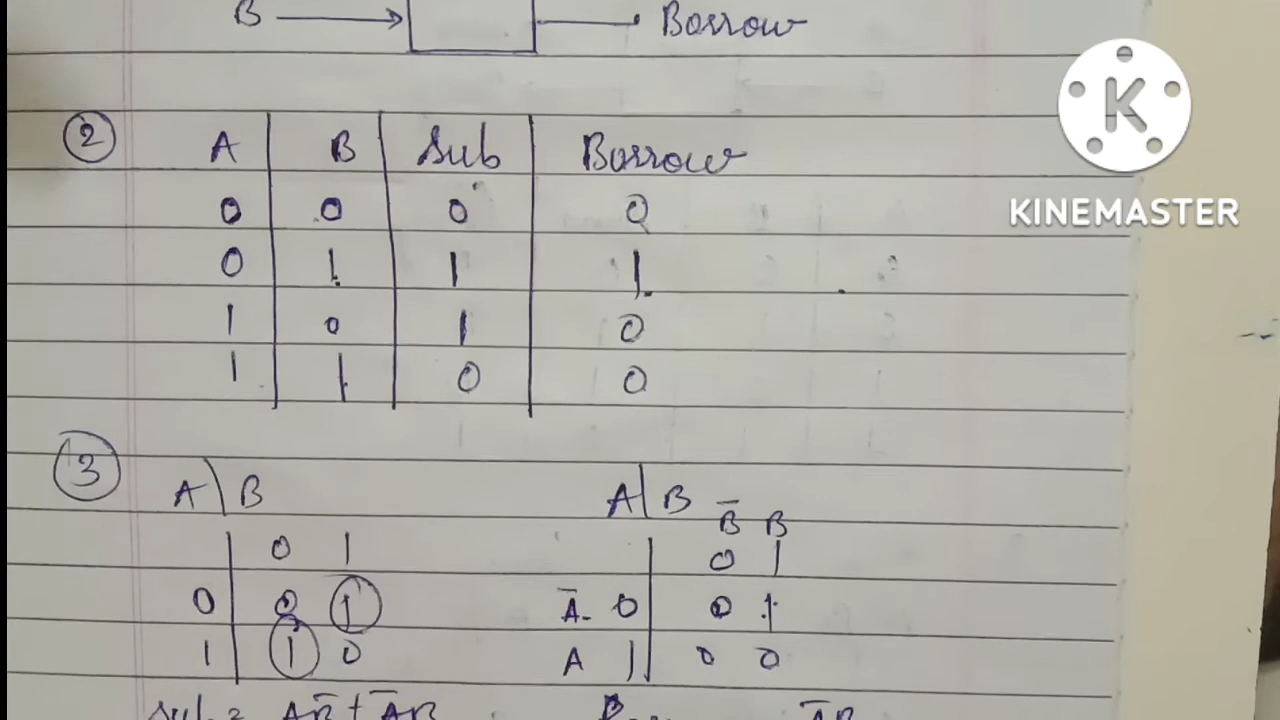 B Borrow
② A B Sub Borrow
0 0 0 0
0 1 1 1
1 0 1 0
1 1 0 0
③ A\B A|B
B̅ B
0 1 0 1
0 0 1 A̅ 0 0 1
1 1 0 A 1 0 0
Sub = AB̅ + A̅B A̅B
KINEMASTER